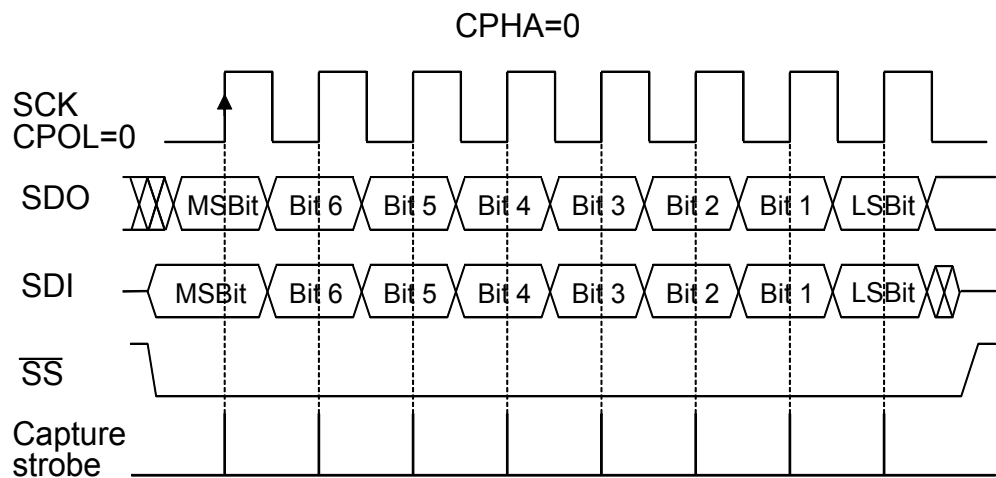 CPHA=0
SCK
CPOL=0
SDO
MSBit Bit 6 Bit 5 Bit 4 Bit 3 Bit 2 Bit 1 LSBit
SDI
MSBit Bit 6 Bit 5 Bit 4 Bit 3 Bit 2 Bit 1 LSBit
SS
Capture
strobe